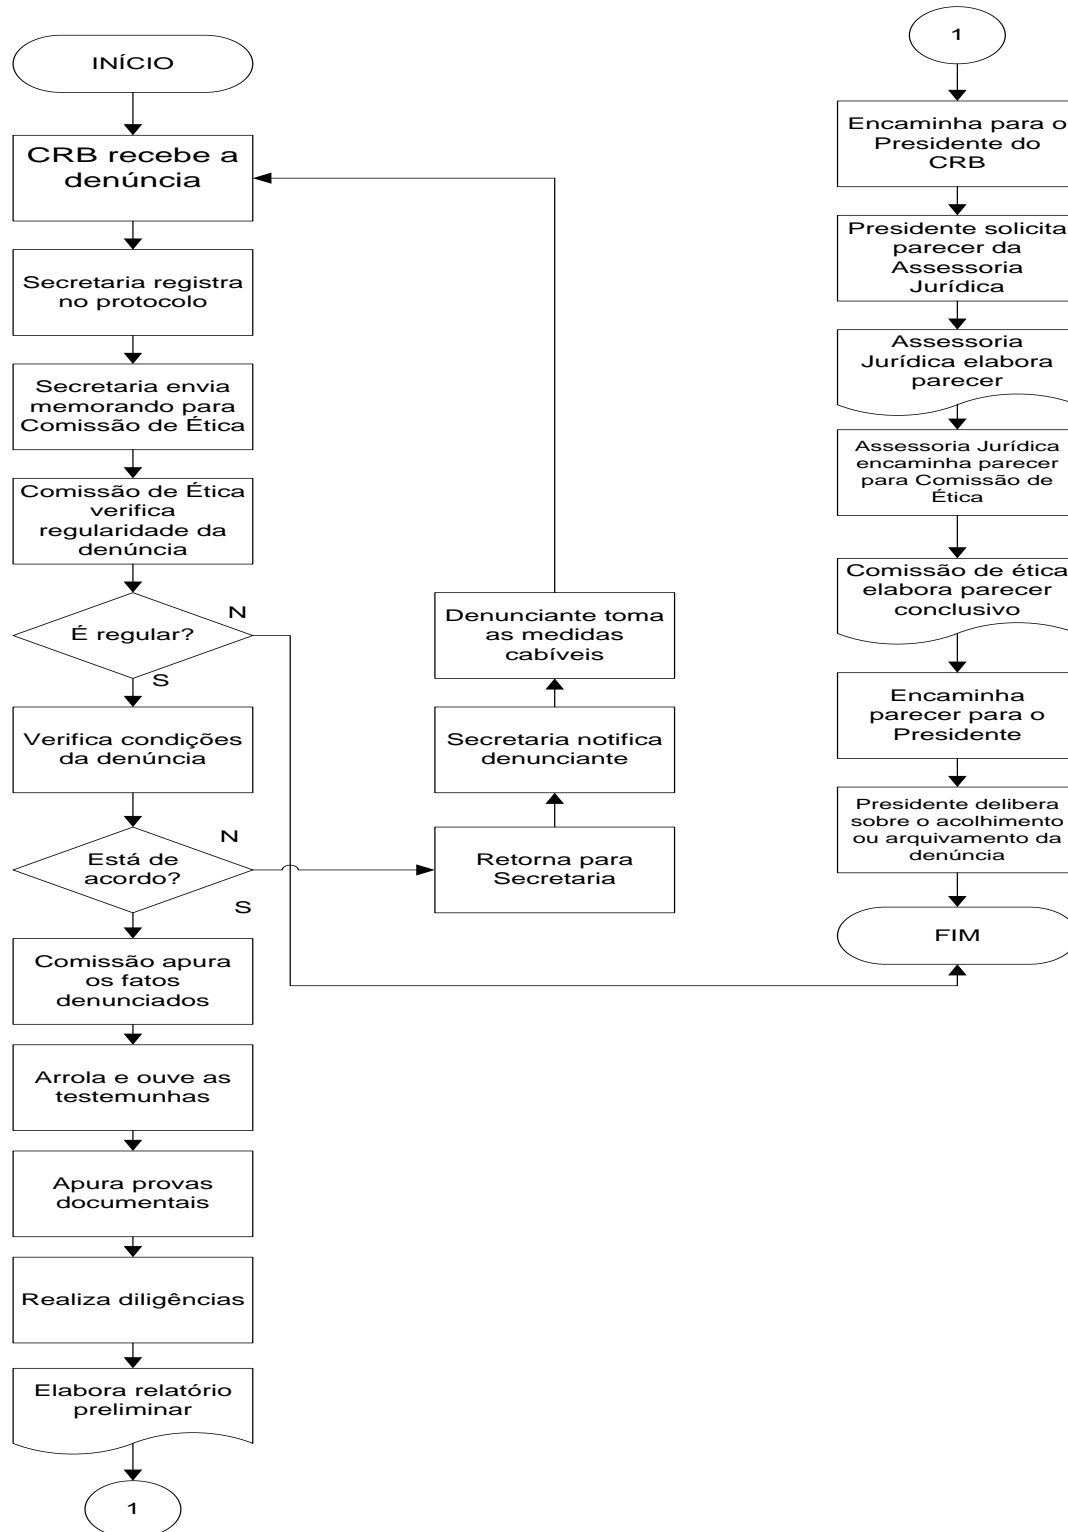 INÍCIO
CRB recebe a
denúncia
Secretaria registra
no protocolo
Secretaria envia
memorando para
Comissão de Ética
Comissão de Ética
verifica
regularidade da
denúncia
É regular?
N
S
Verifica condições
da denúncia
Está de
acordo?
N
S
Comissão apura
os fatos
denunciados
Arrola e ouve as
testemunhas
Apura provas
documentais
Realiza diligências
Elabora relatório
preliminar
1
Denunciante toma
as medidas
cabíveis
Secretaria notifica
denunciante
Retorna para
Secretaria
1
Encaminha para o
Presidente do
CRB
Presidente solicita
parecer da
Assessoria
Jurídica
Assessoria
Jurídica elabora
parecer
Assessoria Jurídica
encaminha parecer
para Comissão de
Ética
Comissão de ética
elabora parecer
conclusivo
Encaminha
parecer para o
Presidente
Presidente delibera
sobre o acolhimento
ou arquivamento da
denúncia
FIM